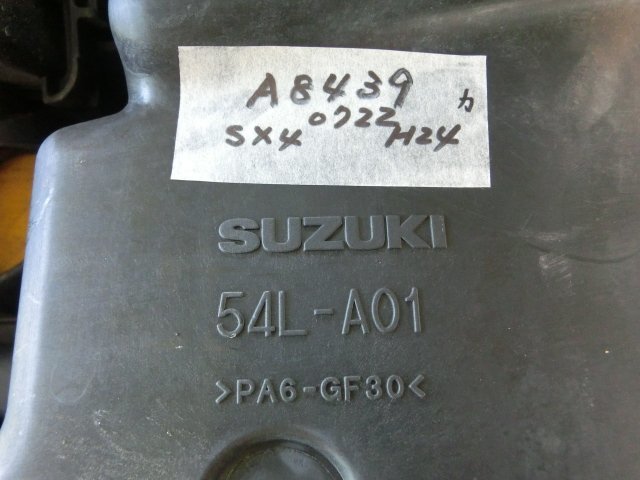 A8439 カ
SX4 0722 H24
SUZUKI
54L-A01
>PA6-GF30<